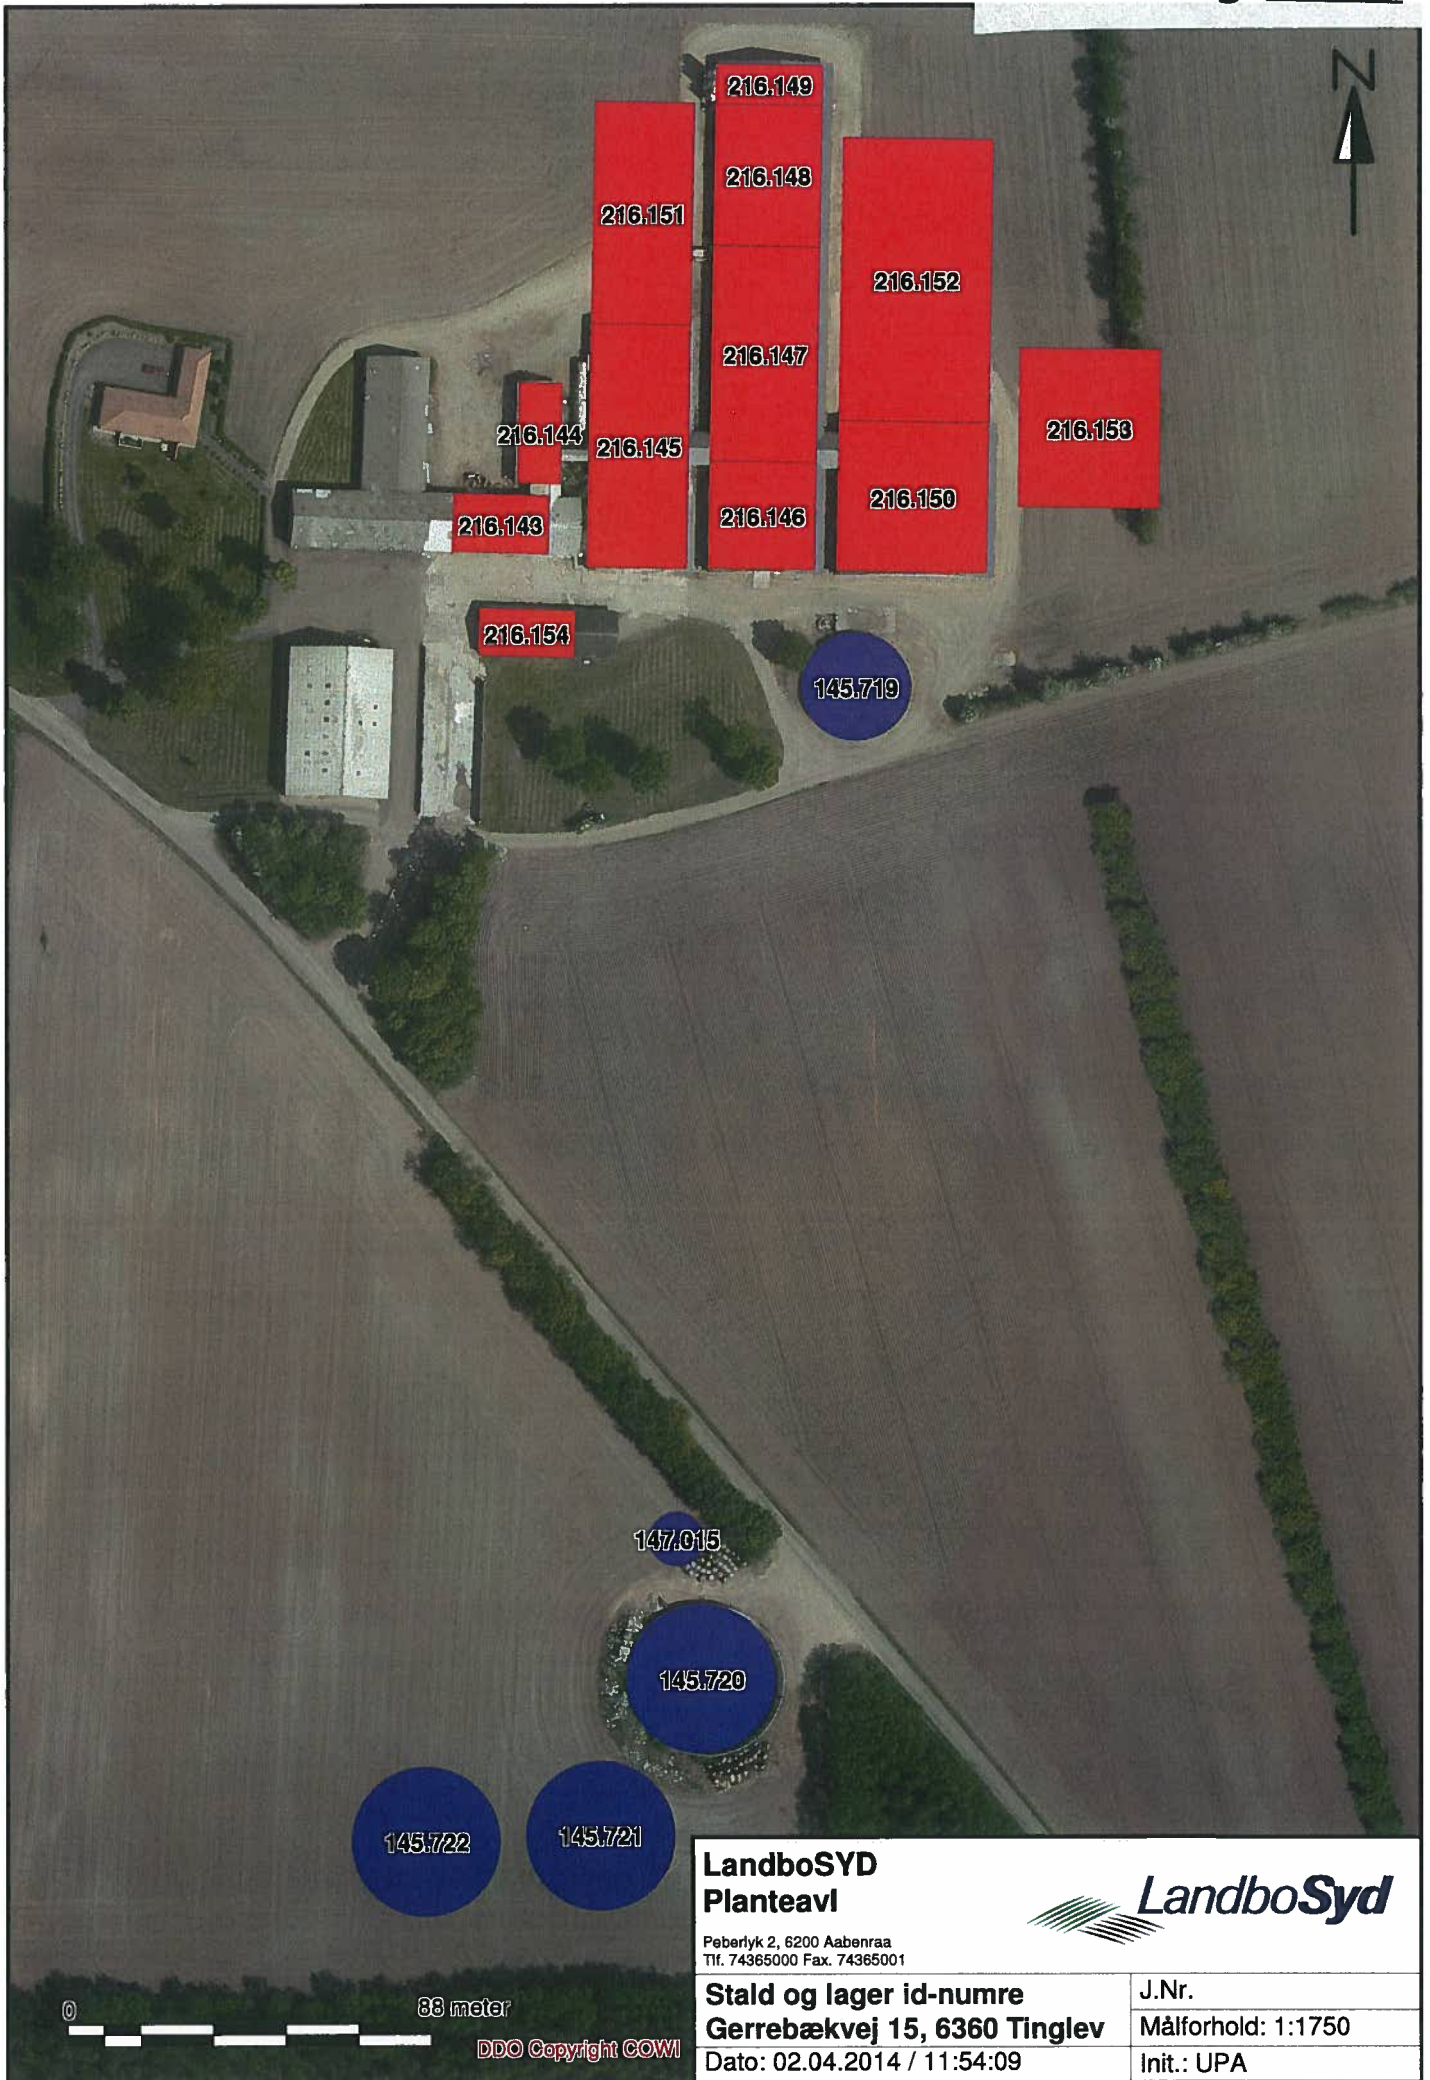 N
216.149
216.148
216.151
216.152
216.147
216.153
216.144
216.145
216.150
216.146
216.143
216.154
145.719
147.015
145.720
145.722
145.721
LandboSYD
Planteavl
LandboSyd
Peberlyk 2, 6200 Aabenraa
Tlf. 74365000 Fax. 74365001
Stald og lager id-numre
Gerrebækvej 15, 6360 Tinglev
Dato: 02.04.2014 / 11:54:09
J.Nr.
Målforhold: 1:1750
Init.: UPA
0
88 meter
DDO Copyright COWI